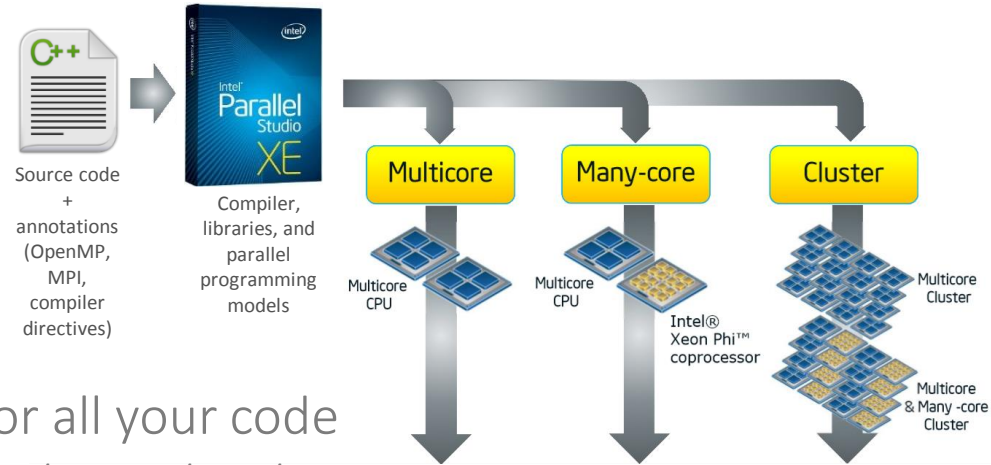 C++
Source code
+
annotations
(OpenMP,
MPI,
compiler
directives)
intel
Intel
Parallel
Studio
XE
Compiler,
libraries, and
parallel
programming
models
Multicore
Multicore
CPU
Many-core
Multicore
CPU
Intel®
Xeon Phi™
coprocessor
Cluster
Multicore
Cluster
Multicore
& Many -core
Cluster
or all your code